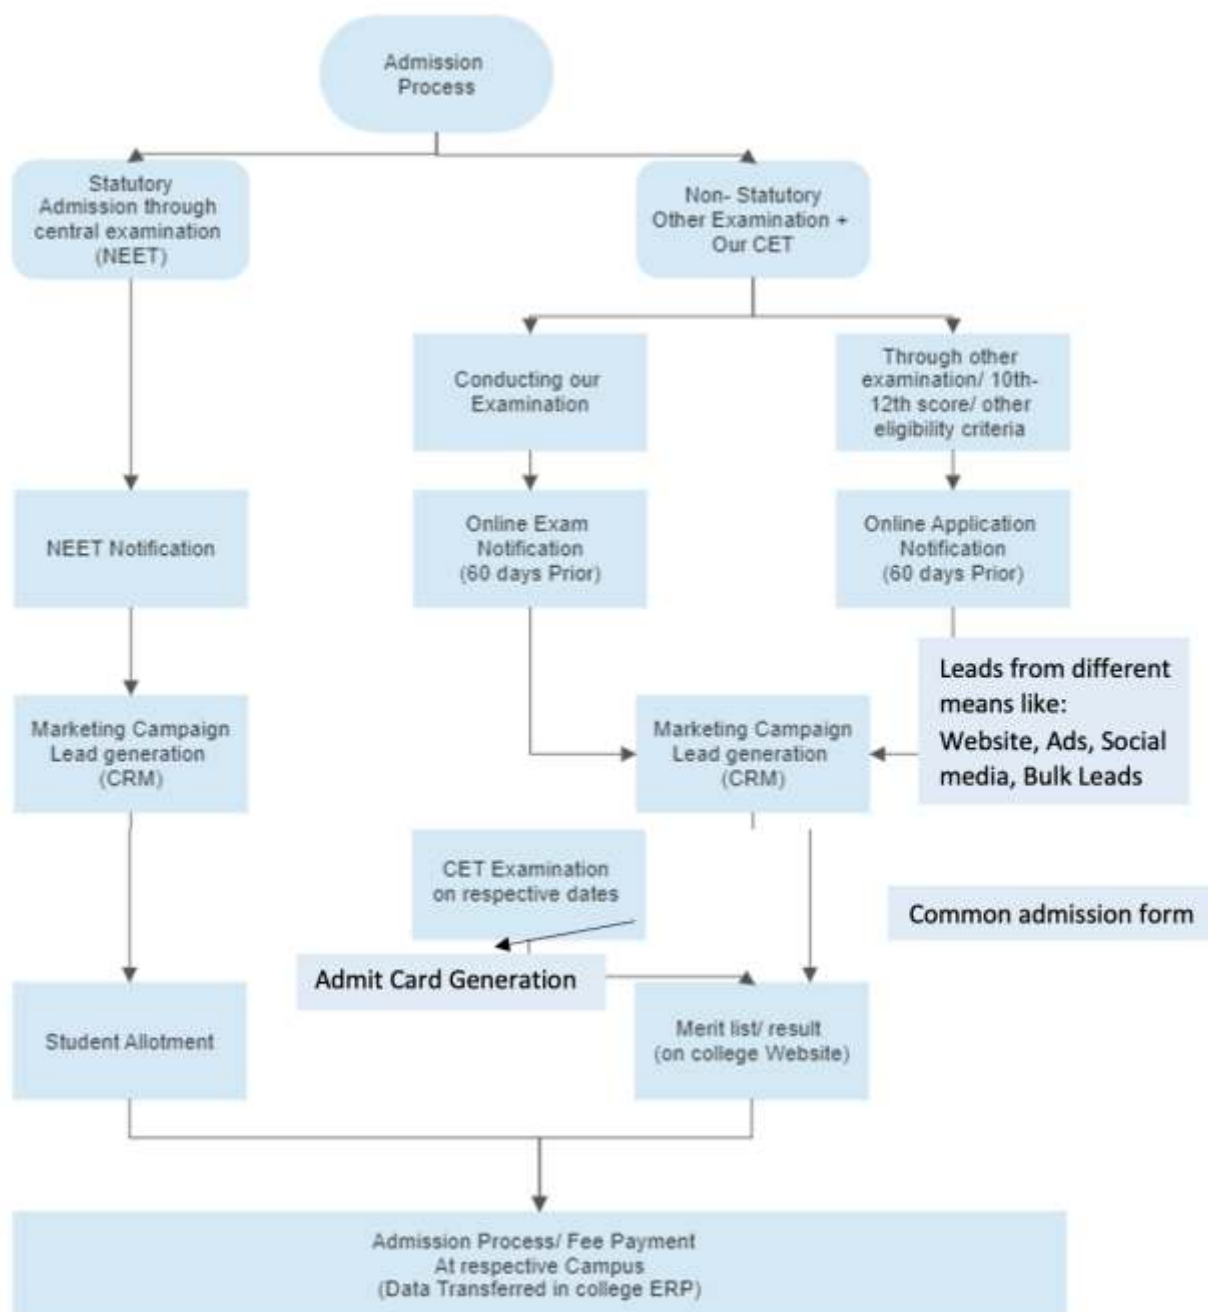 Admission
Process
Statutory
Admission through
central examination
(NEET)
Non- Statutory
Other Examination +
Our CET
Conducting our
Examination
Through other
examination/ 10th-
12th score/ other
eligibility criteria
NEET Notification
Online Exam
Notification
(60 days Prior)
Online Application
Notification
(60 days Prior)
Leads from different
means like:
Website, Ads, Social
media, Bulk Leads
Marketing Campaign
Lead generation
(CRM)
Marketing Campaign
Lead generation
(CRM)
CET Examination
on respective dates
Common admission form
Admit Card Generation
Student Allotment
Merit list/ result
(on college Website)
Admission Process/ Fee Payment
At respective Campus
(Data Transferred in college ERP)